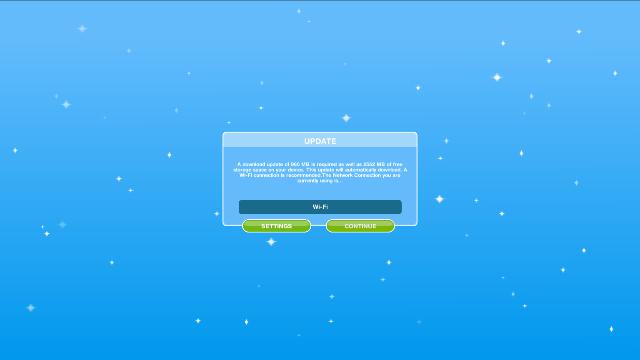 UPDATE
A download update of 960 MB is required as well as 2552 MB of free
storage space on your device. This update will automatically download. A
Wi-Fi connection is recommended.The Network Connection you are
currently using is...
Wi-Fi
SETTINGS
CONTINUE